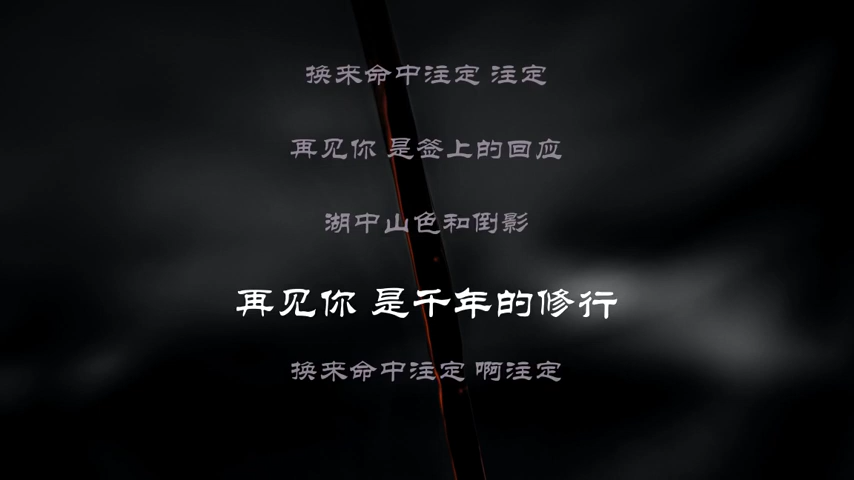 换来命中注定 注定
再见你 是签上的回应
湖中山色和倒影
再见你 是千年的修行
换来命中注定 啊注定